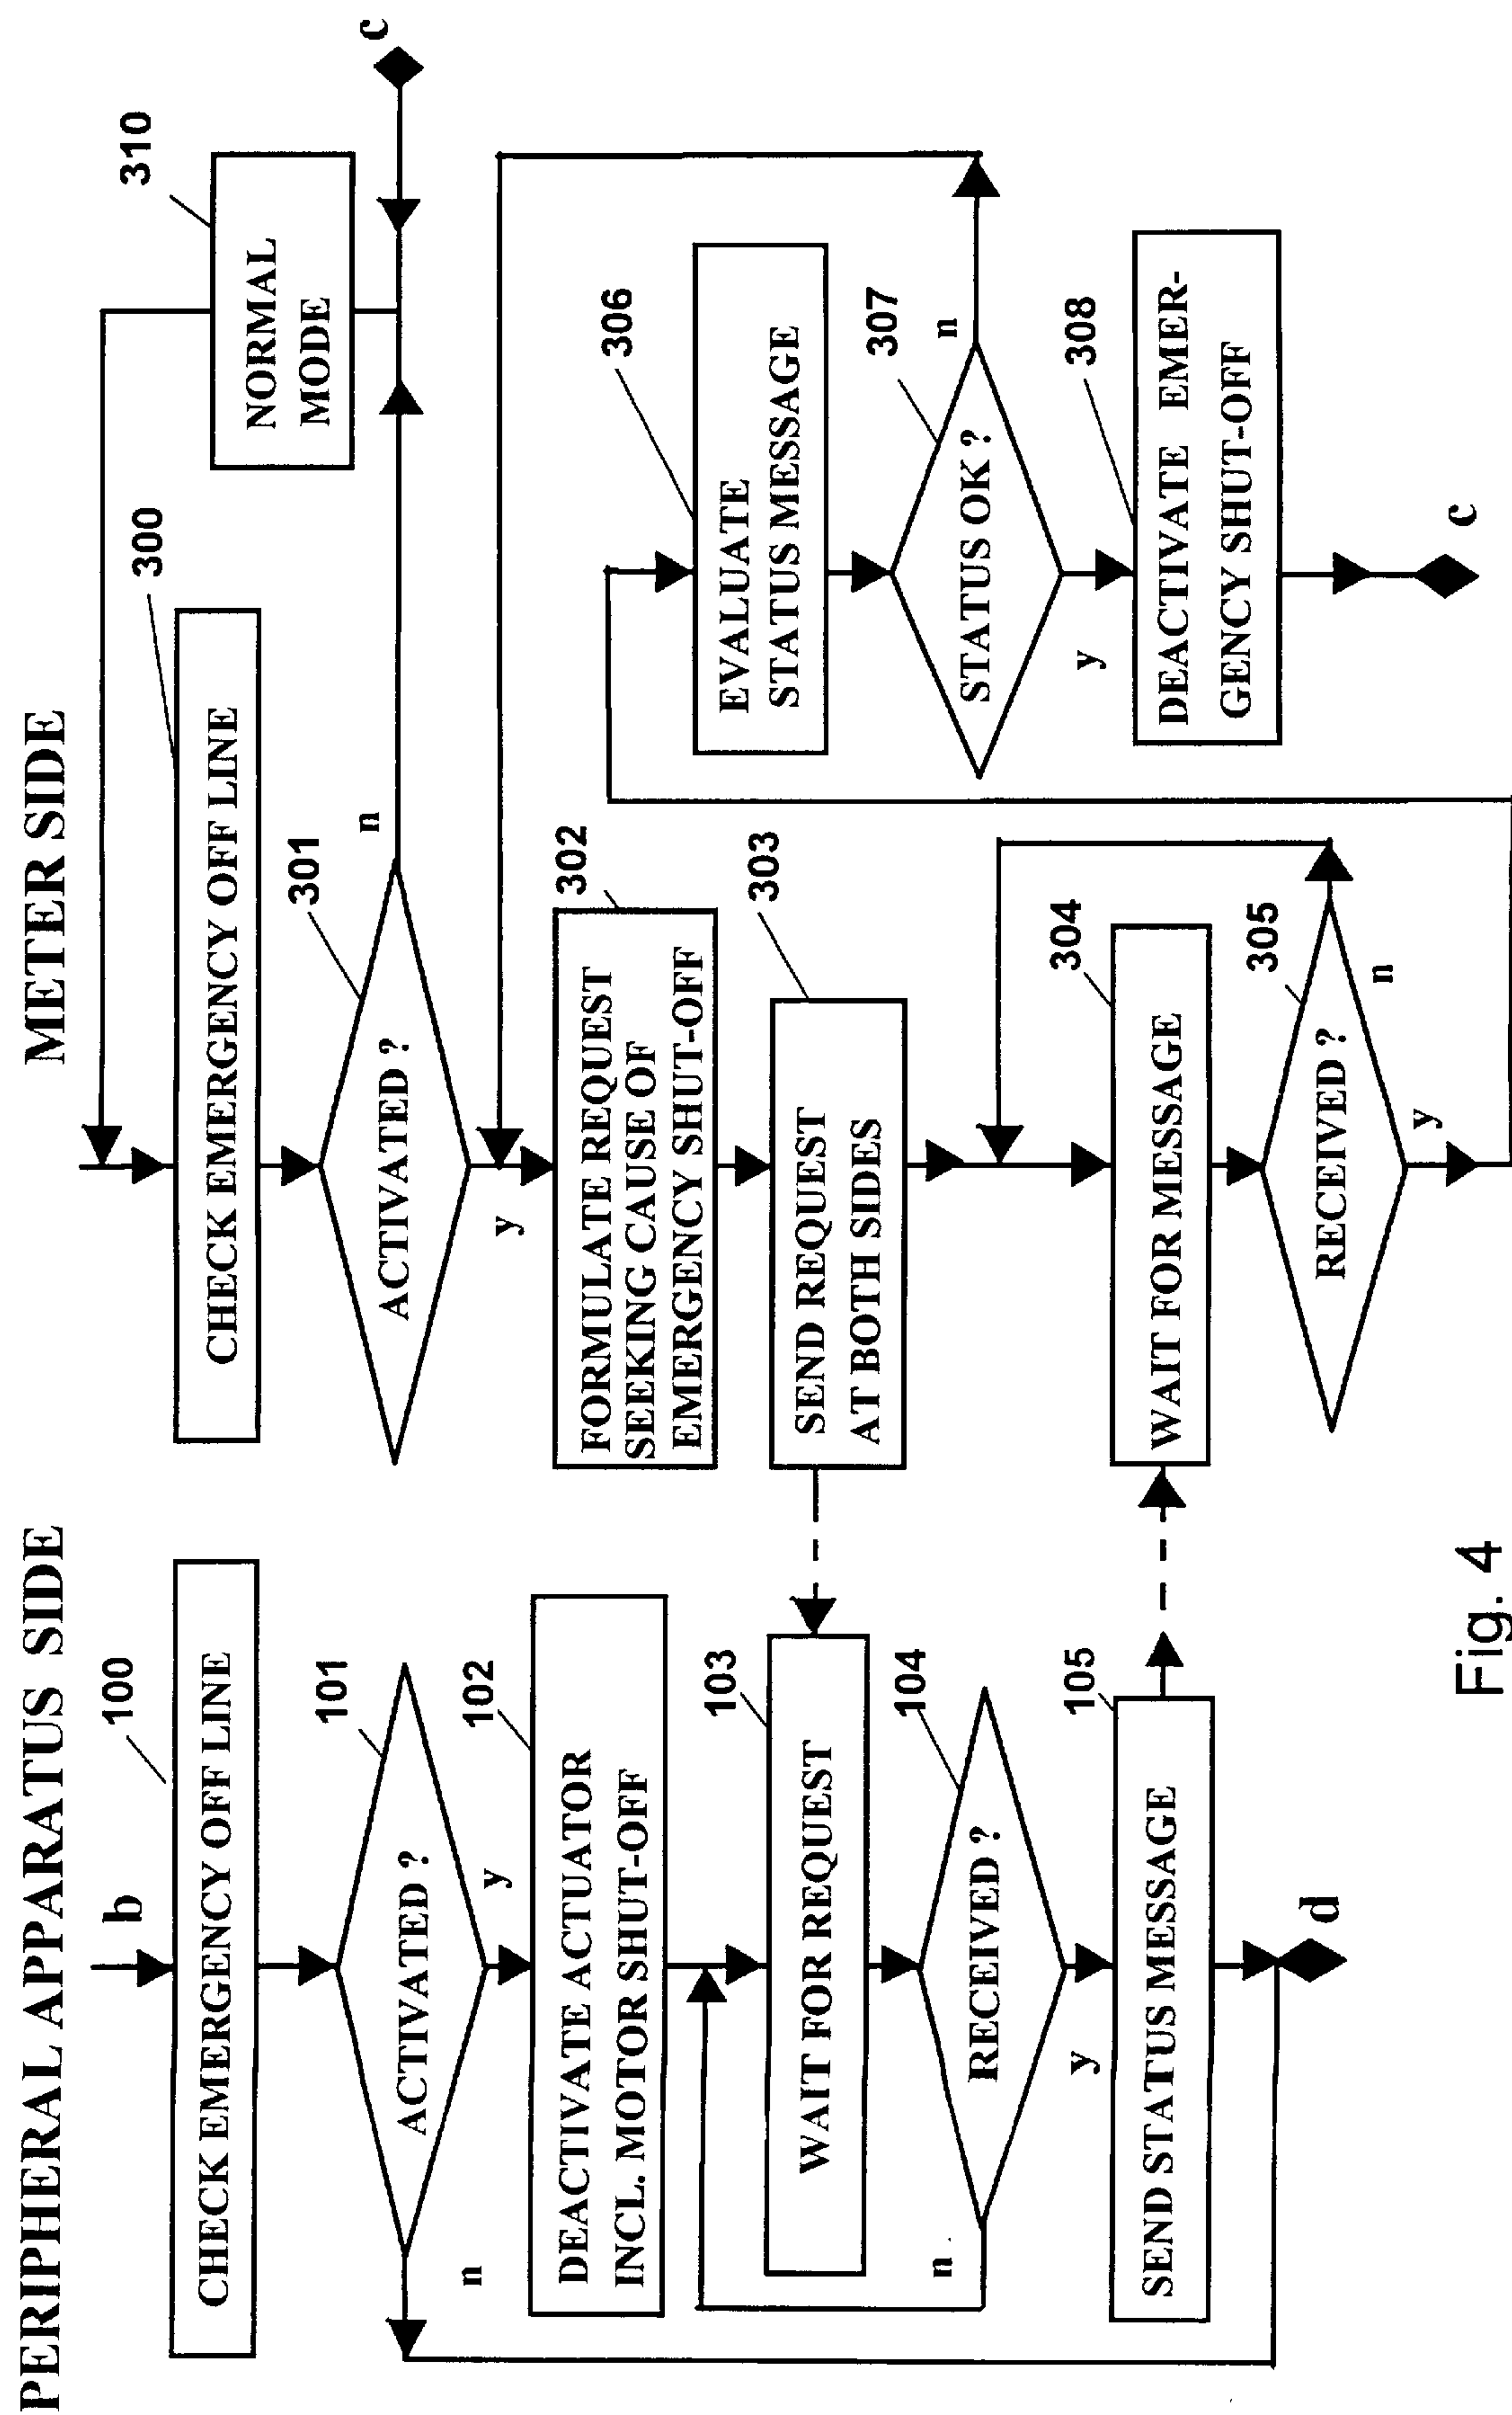 PERIPHERAL APPARATUS SIDE
b
100
CHECK EMERGENCY OFF LINE
101
ACTIVATED ?
n
y
102
DEACTIVATE ACTUATOR
INCL. MOTOR SHUT-OFF
103
WAIT FOR REQUEST
104
RECEIVED ?
n
y
105
SEND STATUS MESSAGE
d
METER SIDE
300
CHECK EMERGENCY OFF LINE
301
ACTIVATED ?
n
y
310
NORMAL
MODE
c
302
FORMULATE REQUEST
SEEKING CAUSE OF
EMERGENCY SHUT-OFF
303
SEND REQUEST
AT BOTH SIDES
304
WAIT FOR MESSAGE
305
RECEIVED ?
n
y
306
EVALUATE
STATUS MESSAGE
307
STATUS OK ?
n
y
308
DEACTIVATE EMER-
GENCY SHUT-OFF
c
Fig. 4